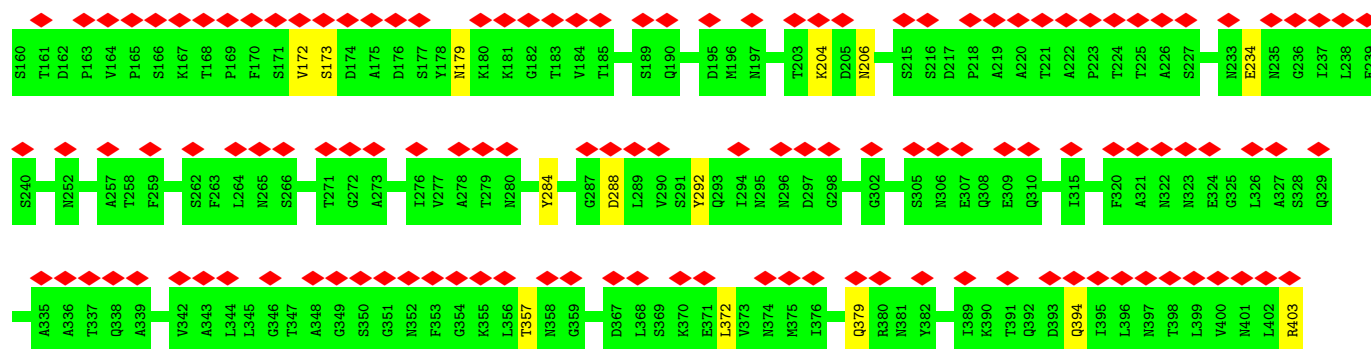 S160 T161 D162 P163 V164 P165 S166 K167 T168 P169 F170 S171 V172 S173 D174 A175 D176 S177 Y178 N179 K180 K181 G182 T183 V184 T185 S189 Q190 D195 M196 N197 T203 K204 D205 N206 S215 S216 D217 P218 A219 A220 T221 A222 P223 T224 T225 A226 S227 N233 E234 N235 G236 I237 L238 E239
S240 N252 A257 T258 F259 S262 F263 L264 N265 S266 T271 G272 A273 I276 V277 A278 T279 N280 Y284 G287 D288 L289 V290 S291 Y292 Q293 I294 N295 N296 D297 G298 G302 S305 N306 E307 Q308 E309 Q310 I315 F320 A321 N322 N323 E324 G325 L326 A327 S328 Q329
A335 A336 T337 Q338 A339 V342 A343 L344 L345 G346 T347 A348 G349 S350 G351 N352 F353 G354 K355 L356 T357 N358 G359 D367 L368 S369 K370 E371 L372 V373 N374 M375 I376 Q379 R380 N381 Y382 I389 K390 T391 Q392 D393 Q394 I395 L396 N397 T398 L399 V400 N401 L402 R403